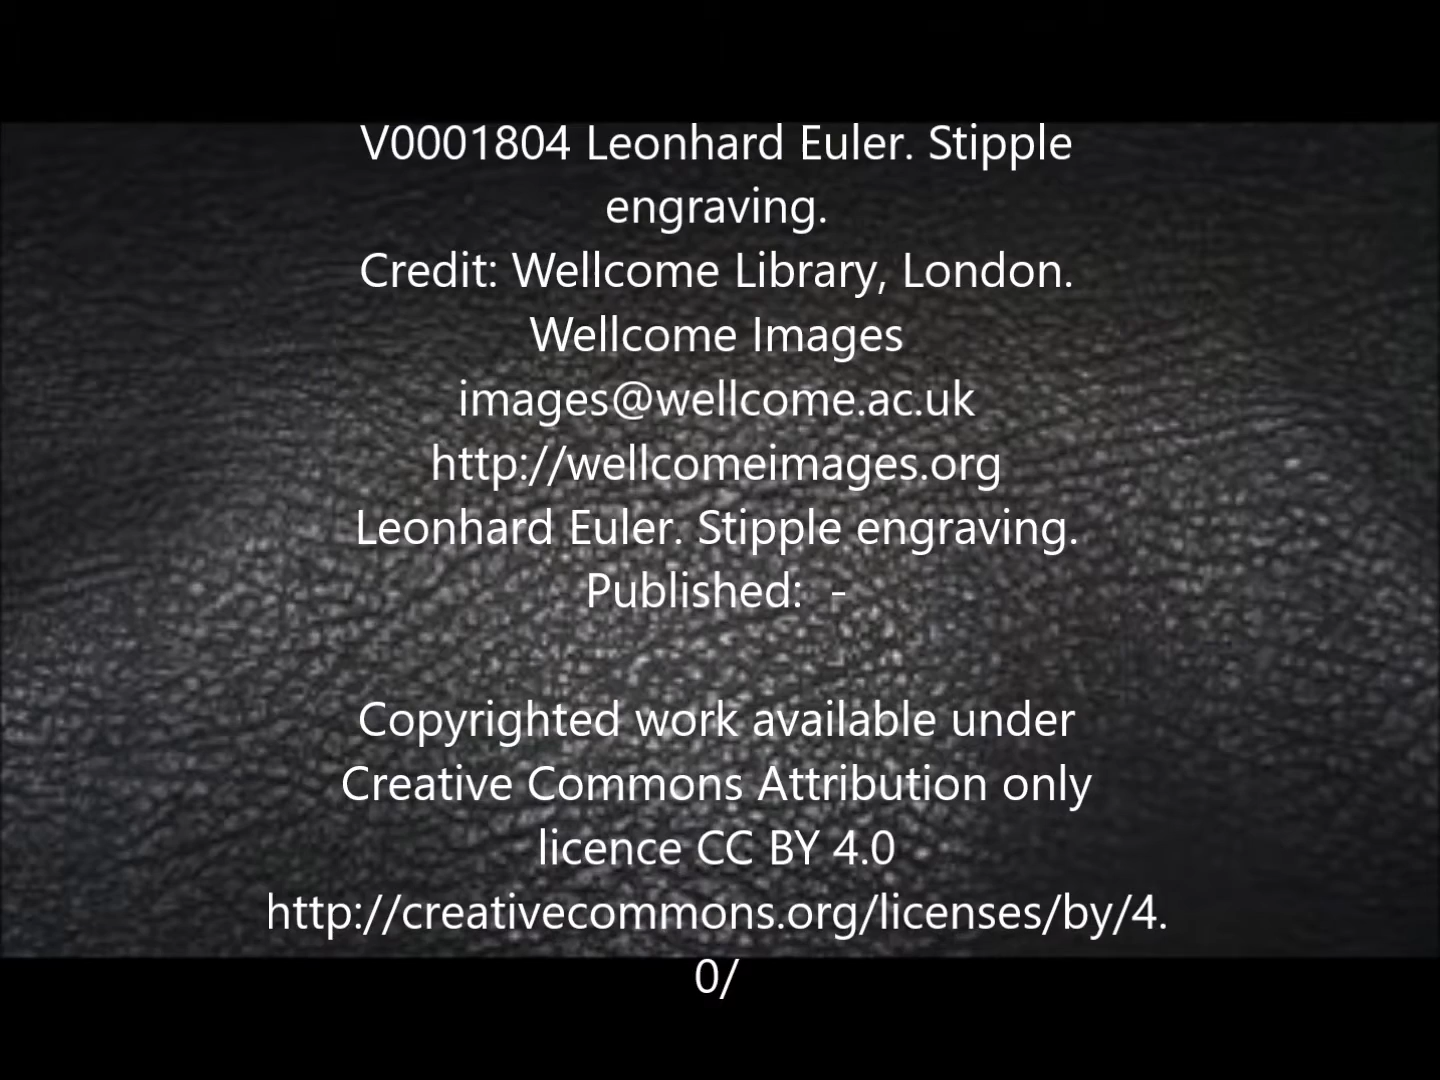 V0001804 Leonhard Euler. Stipple
engraving.
Credit: Wellcome Library, London.
Wellcome Images
images@wellcome.ac.uk
http://wellcomeimages.org
Leonhard Euler. Stipple engraving.
Published:  -
Copyrighted work available under
Creative Commons Attribution only
licence CC BY 4.0
http://creativecommons.org/licenses/by/4.
0/